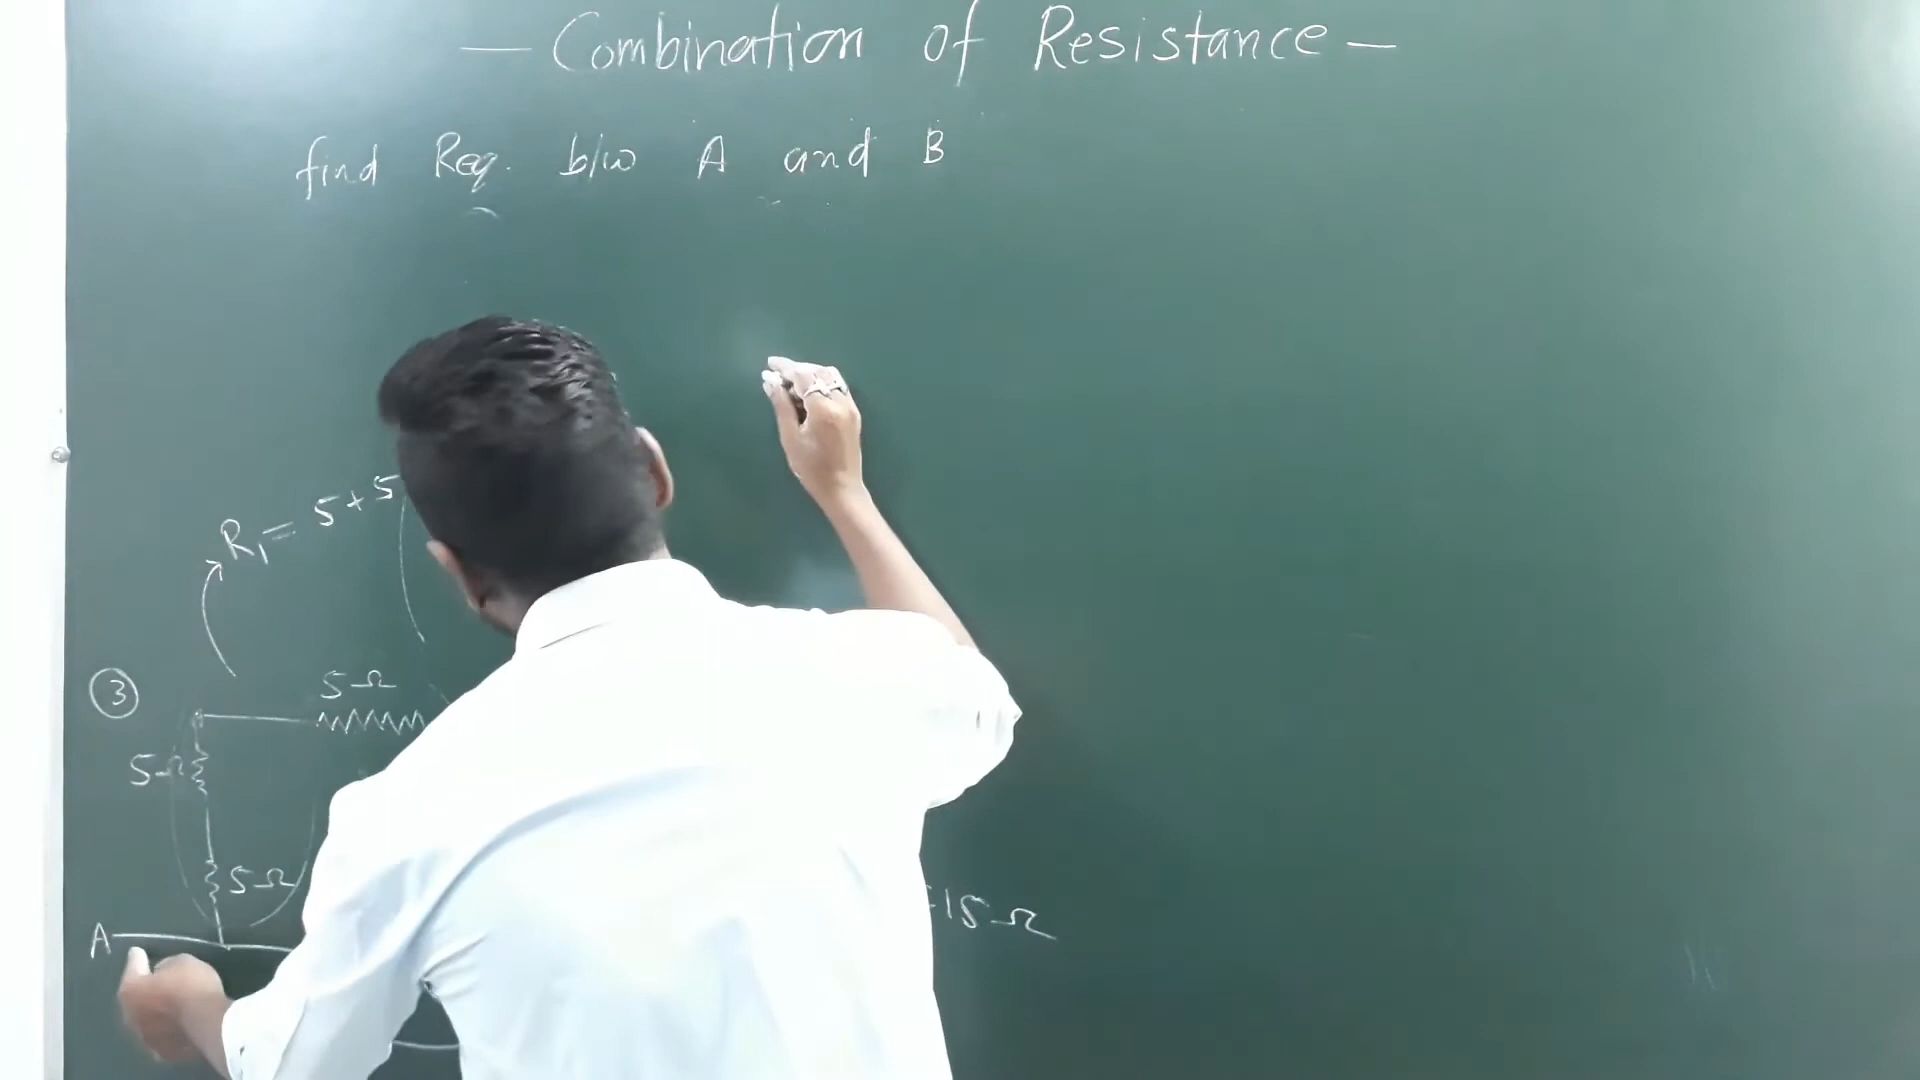 — Combination of Resistance —
find Req. b/w A and B
R₁ = 5+5
③
5Ω
5Ω
5Ω
A
=15Ω